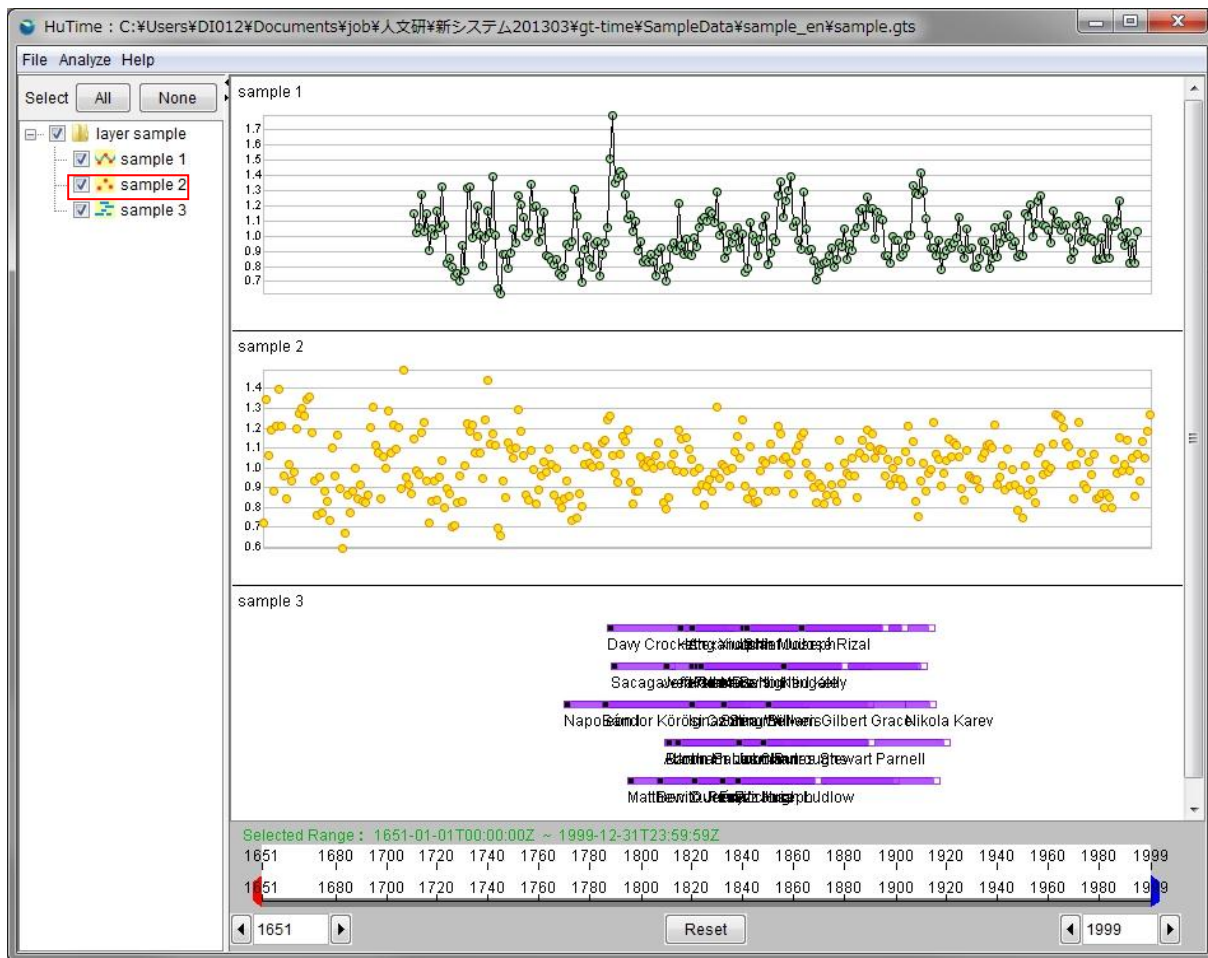 HuTime : C:¥Users¥DI012¥Documents¥job¥人文研¥新システム201303¥gt-time¥SampleData¥sample_en¥sample.gts
File Analyze Help
Select All None
layer sample
sample 1
sample 2
sample 3
sample 1
1.7
1.6
1.5
1.4
1.3
1.2
1.1
1.0
0.9
0.8
0.7
sample 2
1.4
1.3
1.2
1.1
1.0
0.9
0.8
0.7
0.6
sample 3
Davy Rizal
Nikola Karev
Gilbert
Parnell
Ludlow
Selected Range : 1651-01-01T00:00:00Z ~ 1999-12-31T23:59:59Z
1651 1680 1700 1720 1740 1760 1780 1800 1820 1840 1860 1880 1900 1920 1940 1960 1980 1999
1651 1680 1700 1720 1740 1760 1780 1800 1820 1840 1860 1880 1900 1920 1940 1960 1980 1999
1651 Reset 1999